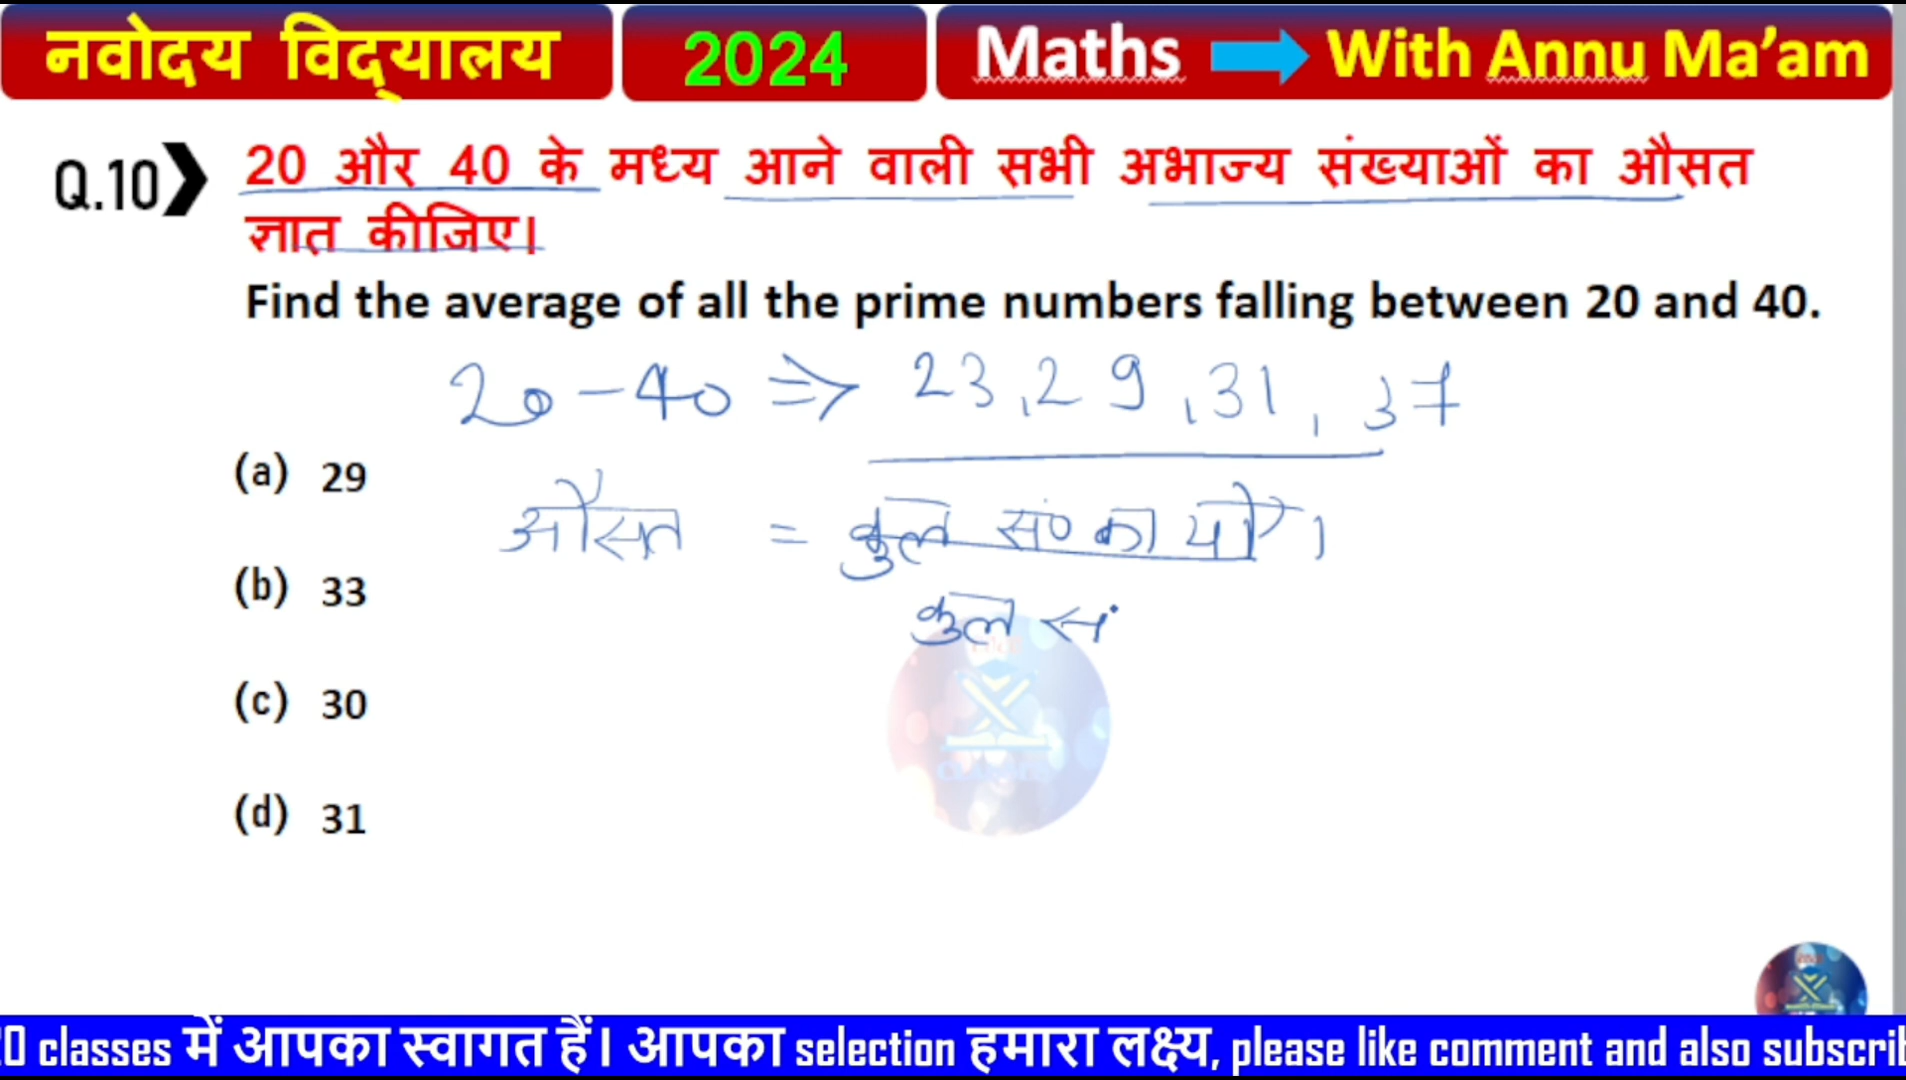 नवोदय विद्यालय 2024 Maths With Annu Ma’am
Q.10 20 और 40 के मध्य आने वाली सभी अभाज्य संख्याओं का औसत
ज्ञात कीजिए।
Find the average of all the prime numbers falling between 20 and 40.
20 - 40 ⇒ 23, 29, 31, 37
(a) 29
औसत = कुल सं० का योग
(b) 33
कुल सं
(c) 30
(d) 31
classes में आपका स्वागत हैं। आपका selection हमारा लक्ष्य, please like comment and also subscrib